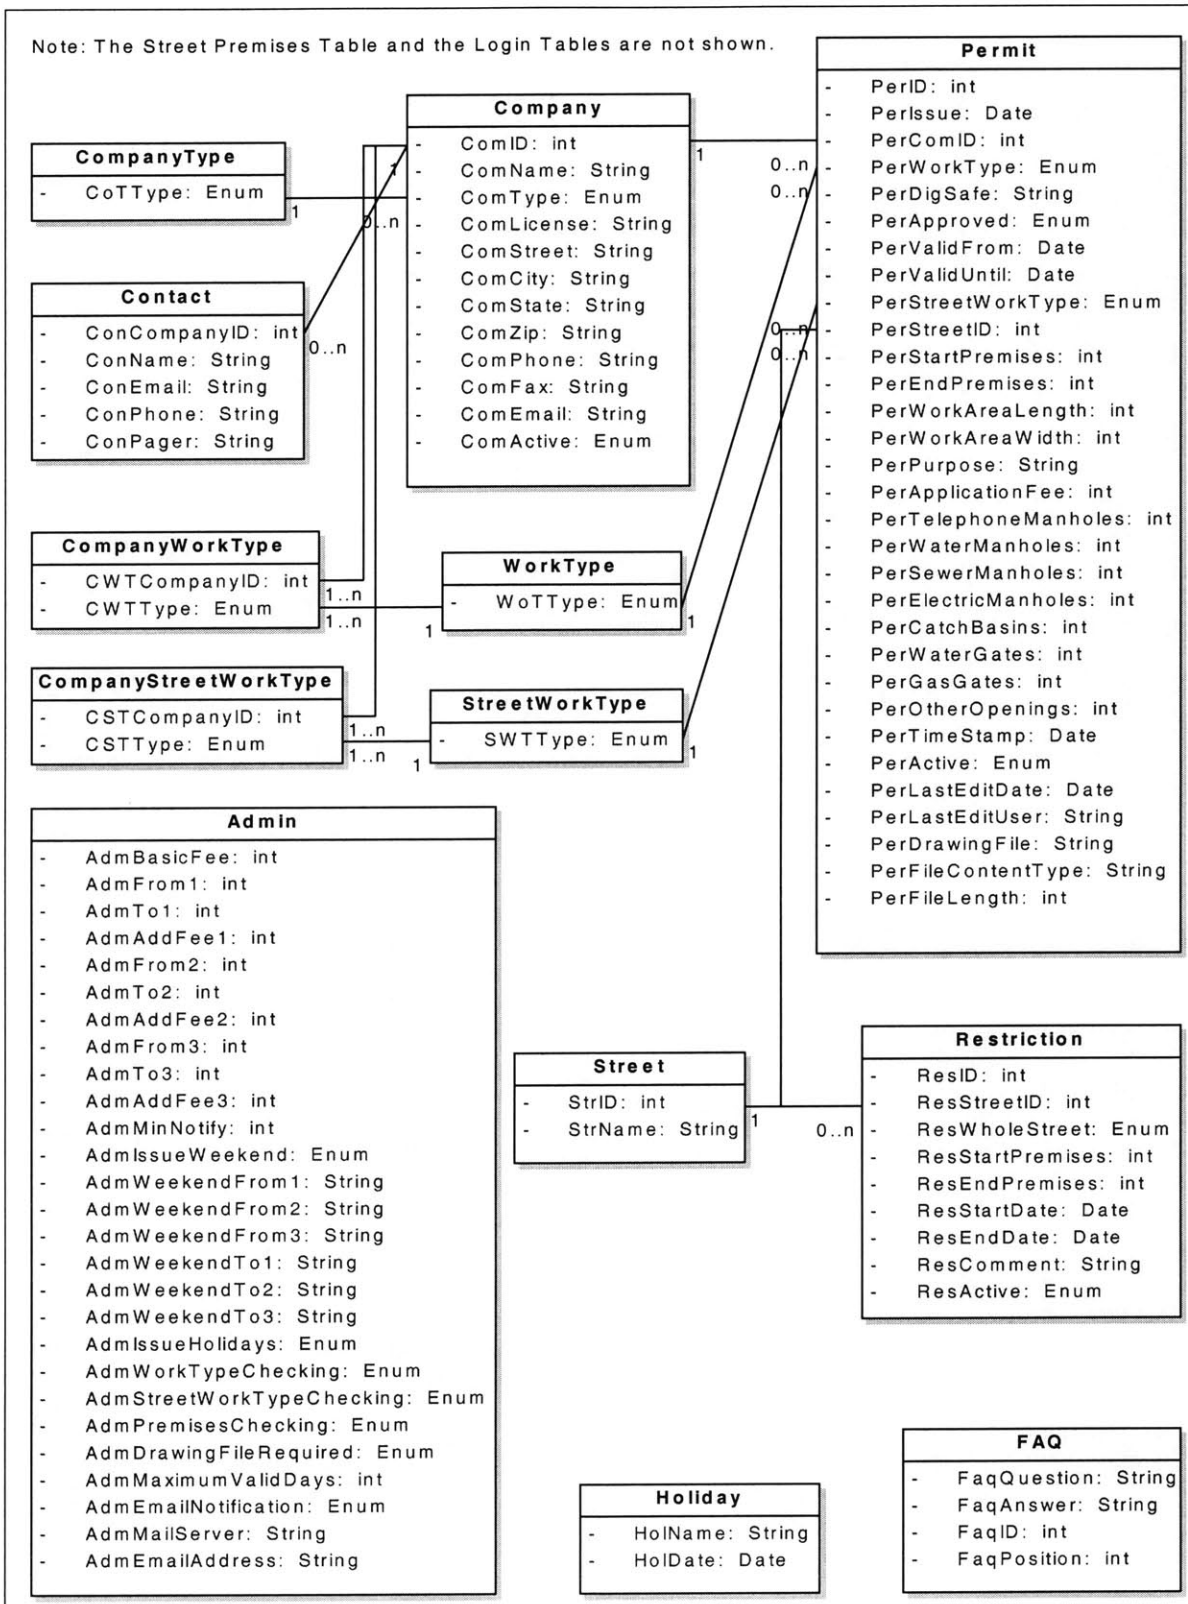 Note: The Street Premises Table and the Login Tables are not shown.
Permit
- PerID: int
- PerIssue: Date
- PerComID: int
- PerWorkType: Enum
- PerDigSafe: String
- PerApproved: Enum
- PerValidFrom: Date
- PerValidUntil: Date
- PerStreetWorkType: Enum
- PerStreetID: int
- PerStartPremises: int
- PerEndPremises: int
- PerWorkAreaLength: int
- PerWorkAreaWidth: int
- PerPurpose: String
- PerApplicationFee: int
- PerTelephoneManholes: int
- PerWaterManholes: int
- PerSewerManholes: int
- PerElectricManholes: int
- PerCatchBasins: int
- PerWaterGates: int
- PerGasGates: int
- PerOtherOpenings: int
- PerTimeStamp: Date
- PerActive: Enum
- PerLastEditDate: Date
- PerLastEditUser: String
- PerDrawingFile: String
- PerFileContentType: String
- PerFileLength: int
Company
- ComID: int
- ComName: String
- ComType: Enum
- ComLicense: String
- ComStreet: String
- ComCity: String
- ComState: String
- ComZip: String
- ComPhone: String
- ComFax: String
- ComEmail: String
- ComActive: Enum
1
0..n
0..n
0..n
0..n
CompanyType
- CoTType: Enum
1
1
0..n
Contact
- ConCompanyID: int
- ConName: String
- ConEmail: String
- ConPhone: String
- ConPager: String
0..n
CompanyWorkType
- CWTCompanyID: int
- CWTType: Enum
1..n
1..n
1
WorkType
- WoTType: Enum
1
CompanyStreetWorkType
- CSTCompanyID: int
- CSTType: Enum
1..n
1..n
1
StreetWorkType
- SWTType: Enum
1
Admin
- AdmBasicFee: int
- AdmFrom1: int
- AdmTo1: int
- AdmAddFee1: int
- AdmFrom2: int
- AdmTo2: int
- AdmAddFee2: int
- AdmFrom3: int
- AdmTo3: int
- AdmAddFee3: int
- AdmMinNotify: int
- AdmIssueWeekend: Enum
- AdmWeekendFrom1: String
- AdmWeekendFrom2: String
- AdmWeekendFrom3: String
- AdmWeekendTo1: String
- AdmWeekendTo2: String
- AdmWeekendTo3: String
- AdmIssueHolidays: Enum
- AdmWorkTypeChecking: Enum
- AdmStreetWorkTypeChecking: Enum
- AdmPremisesChecking: Enum
- AdmDrawingFileRequired: Enum
- AdmMaximumValidDays: int
- AdmEmailNotification: Enum
- AdmMailServer: String
- AdmEmailAddress: String
Street
- StrID: int
- StrName: String
1
0..n
Restriction
- ResID: int
- ResStreetID: int
- ResWholeStreet: Enum
- ResStartPremises: int
- ResEndPremises: int
- ResStartDate: Date
- ResEndDate: Date
- ResComment: String
- ResActive: Enum
Holiday
- HolName: String
- HolDate: Date
FAQ
- FaqQuestion: String
- FaqAnswer: String
- FaqID: int
- FaqPosition: int